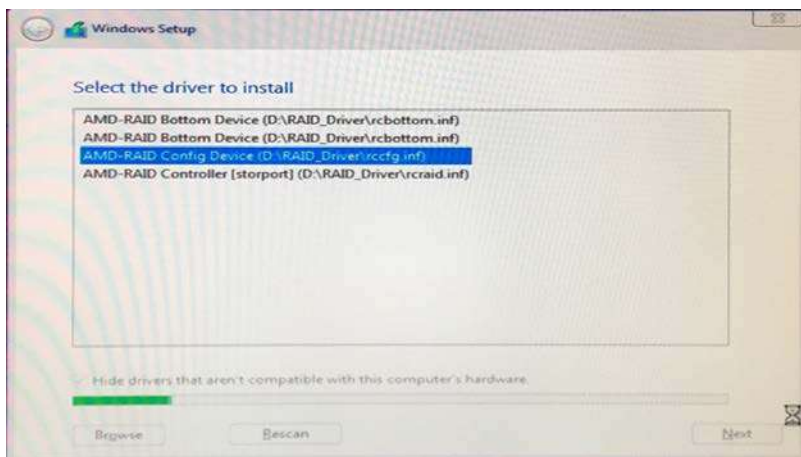 Windows Setup
Select the driver to install
AMD-RAID Bottom Device (D:\RAID_Driver\rcbottom.inf)
AMD-RAID Bottom Device (D:\RAID_Driver\rcbottom.inf)
AMD-RAID Config Device (D:\RAID_Driver\rccfg.inf)
AMD-RAID Controller [storport] (D:\RAID_Driver\rcraid.inf)
Hide drivers that aren't compatible with this computer's hardware.
Browse Rescan Next